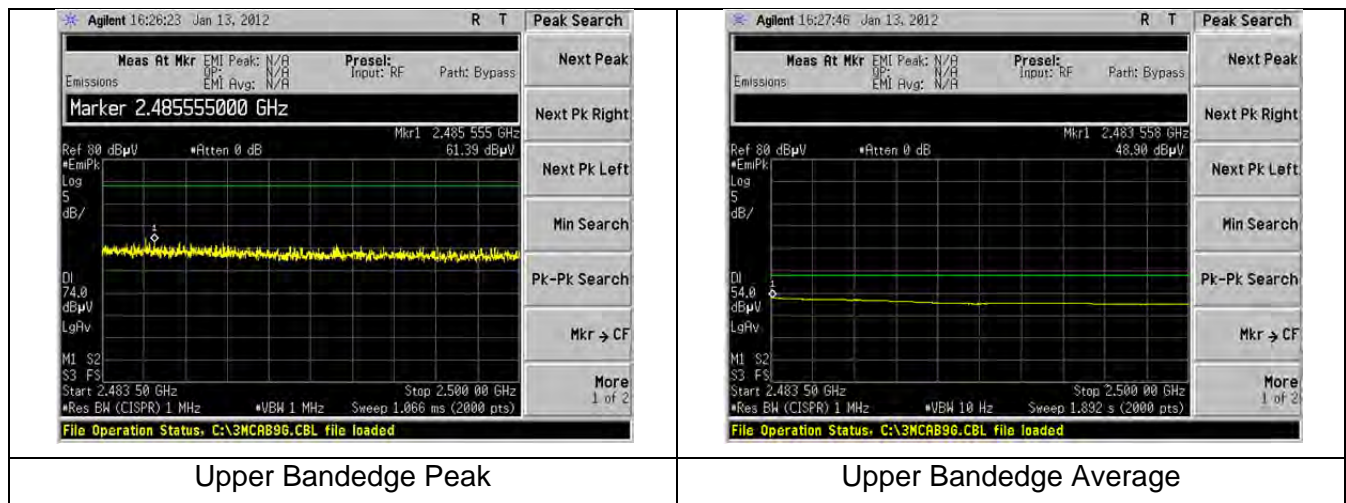 Agilent 16:26:23 Jan 13, 2012 R T
Peak Search
Meas At Mkr EMI Peak: N/A
QP: N/A
EMI Avg: N/A
Presel:
Input: RF Path: Bypass
Emissions
Marker 2.485555000 GHz
Mkr1 2.485 555 GHz
Ref 80 dBµV #Atten 0 dB 61.39 dBµV
#EmiPk
Log
5
dB/
1
DI
74.0
dBµV
LgAv
M1 S2
S3 FS
Start 2.483 50 GHz Stop 2.500 00 GHz
#Res BW (CISPR) 1 MHz #VBW 1 MHz Sweep 1.066 ms (2000 pts)
File Operation Status, C:\3MCAB9G.CBL file loaded
Next Peak
Next Pk Right
Next Pk Left
Min Search
Pk-Pk Search
Mkr → CF
More
1 of 2
Upper Bandedge Peak
Agilent 16:27:46 Jan 13, 2012 R T
Peak Search
Meas At Mkr EMI Peak: N/A
QP: N/A
EMI Avg: N/A
Presel:
Input: RF Path: Bypass
Emissions
Mkr1 2.483 558 GHz
Ref 80 dBµV #Atten 0 dB 48.90 dBµV
#EmiPk
Log
5
dB/
DI
54.0
dBµV
1
LgAv
M1 S2
S3 FS
Start 2.483 50 GHz Stop 2.500 00 GHz
#Res BW (CISPR) 1 MHz #VBW 10 Hz Sweep 1.892 s (2000 pts)
File Operation Status, C:\3MCAB9G.CBL file loaded
Next Peak
Next Pk Right
Next Pk Left
Min Search
Pk-Pk Search
Mkr → CF
More
1 of 2
Upper Bandedge Average